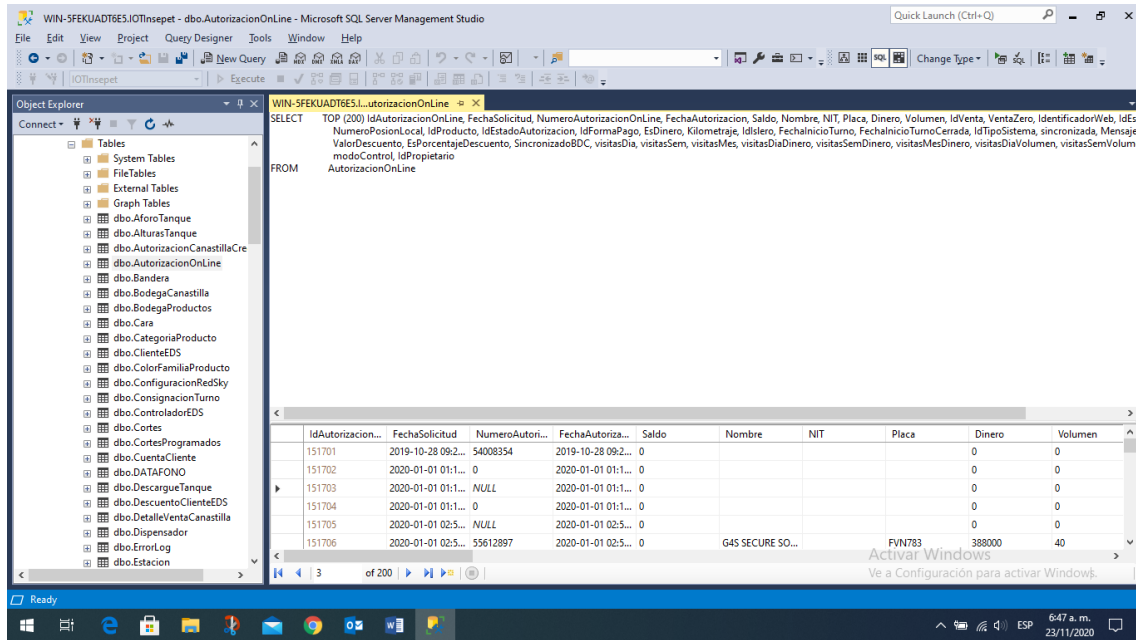 WIN-5FEKUADT6E5.IOTInsepet - dbo.AutorizacionOnLine - Microsoft SQL Server Management Studio
Quick Launch (Ctrl+Q)
File Edit View Project Query Designer Tools Window Help
New Query
Change Type
IOTInsepet
Execute
Object Explorer
Connect
Tables
System Tables
FileTables
External Tables
Graph Tables
dbo.AforoTanque
dbo.AlturasTanque
dbo.AutorizacionCanastillaCre
dbo.AutorizacionOnLine
dbo.Bandera
dbo.BodegaCanastilla
dbo.BodegaProductos
dbo.Cara
dbo.CategoriaProducto
dbo.ClienteEDS
dbo.ColorFamiliaProducto
dbo.ConfiguracionRedSky
dbo.ConsignacionTurno
dbo.ControladorEDS
dbo.Cortes
dbo.CortesProgramados
dbo.CuentaCliente
dbo.DATAFONO
dbo.DescargueTanque
dbo.DescuentoClienteEDS
dbo.DetalleVentaCanastilla
dbo.Dispensador
dbo.ErrorLog
dbo.Estacion
WIN-5FEKUADT6E5.I...utorizacionOnLine
SELECT TOP (200) IdAutorizacionOnLine, FechaSolicitud, NumeroAutorizacionOnLine, FechaAutorizacion, Saldo, Nombre, NIT, Placa, Dinero, Volumen, IdVenta, VentaZero, IdentificadorWeb, IdEs
NumeroPosionLocal, IdProducto, IdEstadoAutorizacion, IdFormaPago, EsDinero, Kilometraje, IdIslero, FechaInicioTurno, FechaInicioTurnoCerrada, IdTipoSistema, sincronizada, Mensaje
ValorDescuento, EsPorcentajeDescuento, SincronizadoBDC, visitasDia, visitasSem, visitasMes, visitasDiaDinero, visitasSemDinero, visitasMesDinero, visitasDiaVolumen, visitasSemVolum
modoControl, IdPropietario
FROM AutorizacionOnLine
IdAutorizacion... FechaSolicitud NumeroAutori... FechaAutoriza... Saldo Nombre NIT Placa Dinero Volumen
151701 2019-10-28 09:2... 54008354 2019-10-28 09:2... 0 0 0
151702 2020-01-01 01:1... 0 2020-01-01 01:1... 0 0 0
151703 2020-01-01 01:1... NULL 2020-01-01 01:1... 0 0 0
151704 2020-01-01 01:1... 0 2020-01-01 01:1... 0 0 0
151705 2020-01-01 02:5... NULL 2020-01-01 02:5... 0 0 0
151706 2020-01-01 02:5... 55612897 2020-01-01 02:5... 0 G4S SECURE SO... FVN783 388000 40
3 of 200
Activar Windows
Ve a Configuración para activar Windows.
Ready
ESP
6:47 a. m.
23/11/2020